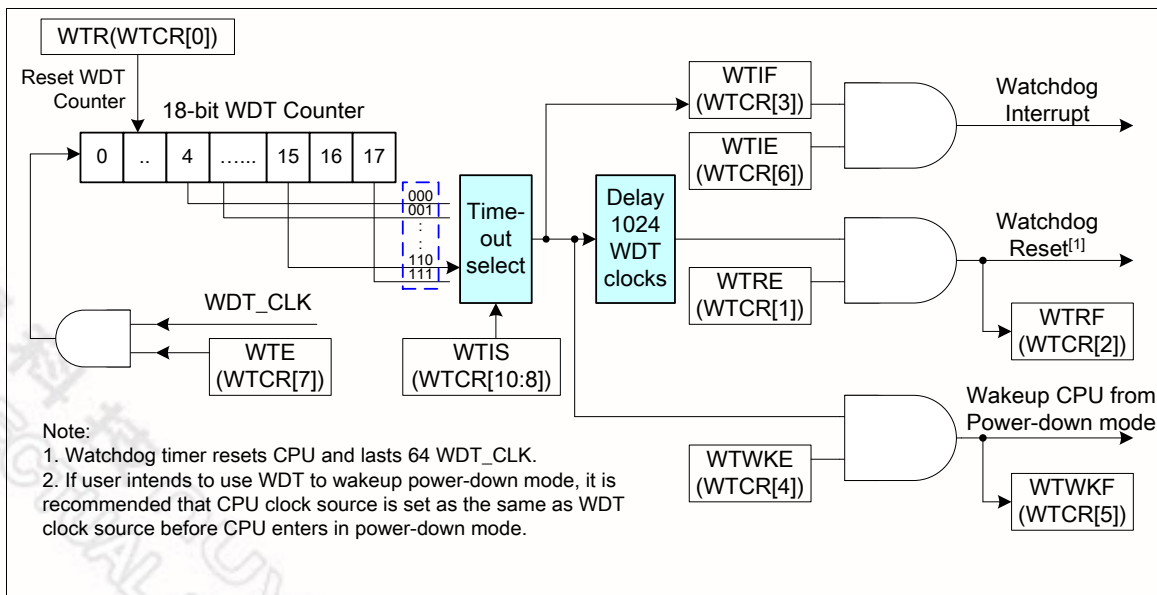 WTR(WTCR[0])
Reset WDT
Counter
18-bit WDT Counter
0 .. 4 …... 15 16 17
000
001
:
:
110
111
Time-
out
select
WTIS
(WTCR[10:8])
WDT_CLK
WTE
(WTCR[7])
Delay
1024
WDT
clocks
WTIF
(WTCR[3])
WTIE
(WTCR[6])
Watchdog
Interrupt
WTRE
(WTCR[1])
Watchdog
Reset[1]
WTRF
(WTCR[2])
WTWKE
(WTCR[4])
Wakeup CPU from
Power-down mode
WTWKF
(WTCR[5])
Note:
1. Watchdog timer resets CPU and lasts 64 WDT_CLK.
2. If user intends to use WDT to wakeup power-down mode, it is
recommended that CPU clock source is set as the same as WDT
clock source before CPU enters in power-down mode.